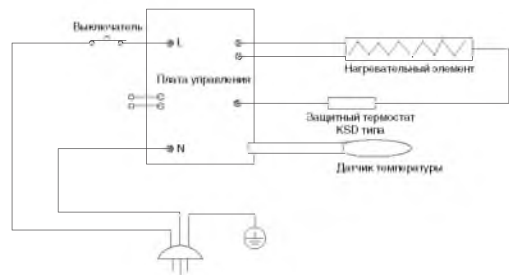 Выключатель
L
Нагревательный элемент
Плата управления
Защитный термостат
KSD типа
N
Датчик температуры